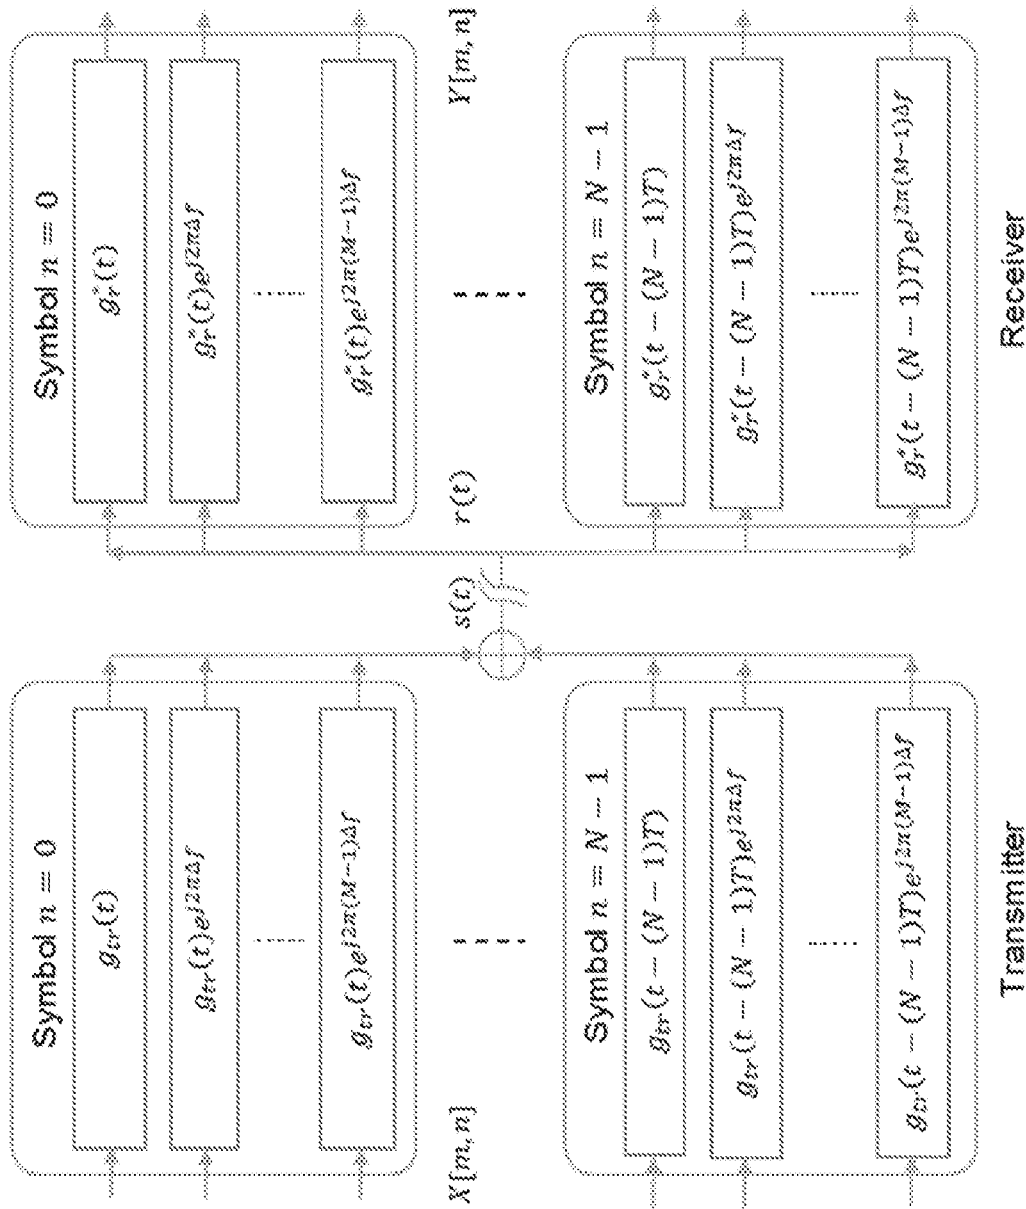 X[m, n]
Symbol n = 0
g_tr(t)
g_tr(t)e^{j2πΔf}
g_tr(t)e^{j2π(M−1)Δf}
Symbol n = N − 1
g_tr(t − (N − 1)T)
g_tr(t − (N − 1)T)e^{j2πΔf}
g_tr(t − (N − 1)T)e^{j2π(M−1)Δf}
Transmitter
s(t)
r(t)
Symbol n = 0
g_r^*(t)
g_r^*(t)e^{j2πΔf}
g_r^*(t)e^{j2π(M−1)Δf}
Y[m, n]
Symbol n = N − 1
g_r^*(t − (N − 1)T)
g_r^*(t − (N − 1)T)e^{j2πΔf}
g_r^*(t − (N − 1)T)e^{j2π(M−1)Δf}
Receiver